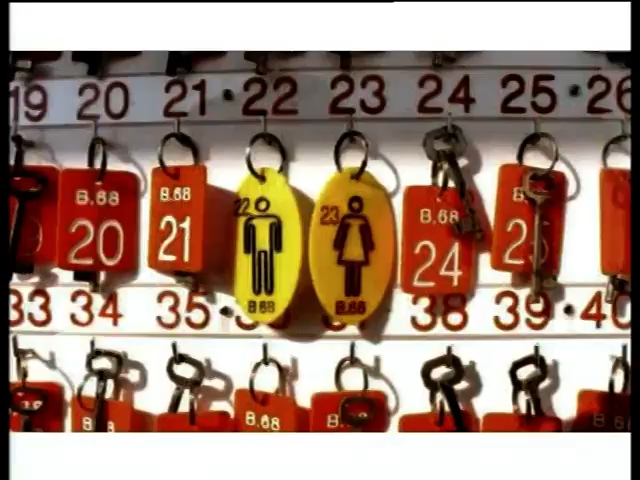 19 20 21 · 22 23 24 25 · 26
B.68 B.68 B.68 B.68
20 21 22 23 24
B.68 B.68
33 34 35 · 38 39 · 40
B.68 B.68 B.68